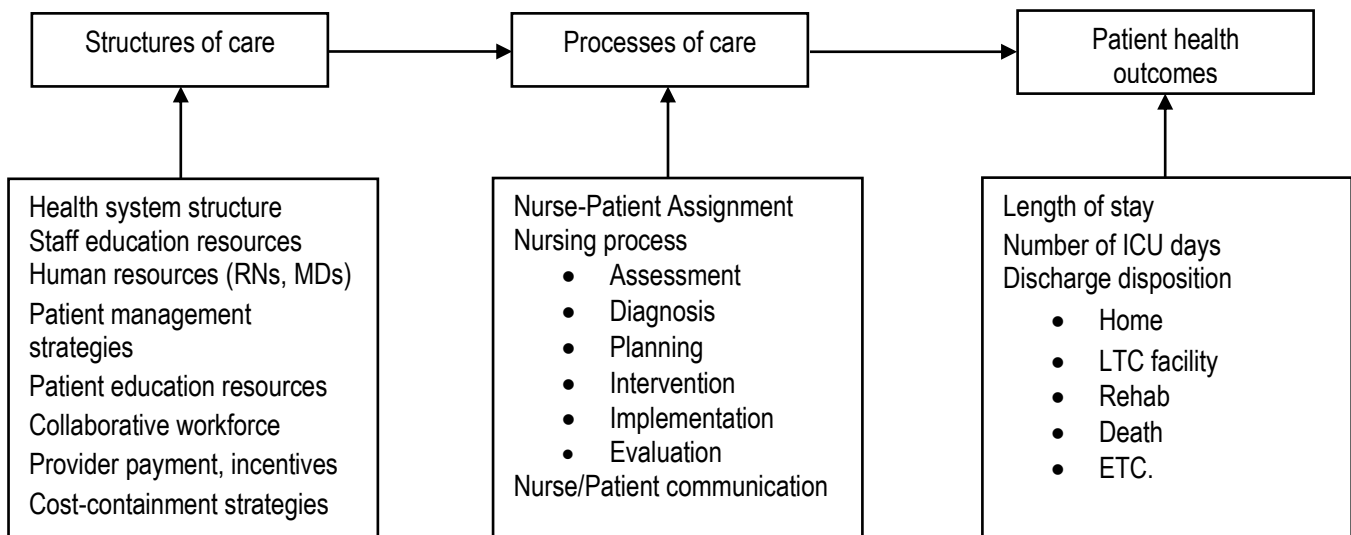 Structures of care
Processes of care
Patient health
outcomes
Health system structure
Staff education resources
Human resources (RNs, MDs)
Patient management
strategies
Patient education resources
Collaborative workforce
Provider payment, incentives
Cost-containment strategies
Nurse-Patient Assignment
Nursing process
• Assessment
• Diagnosis
• Planning
• Intervention
• Implementation
• Evaluation
Nurse/Patient communication
Length of stay
Number of ICU days
Discharge disposition
• Home
• LTC facility
• Rehab
• Death
• ETC.